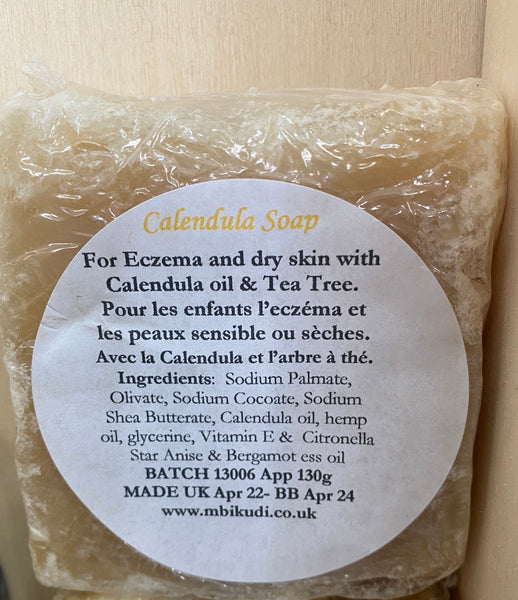 Calendula Soap
For Eczema and dry skin with
Calendula oil & Tea Tree.
Pour les enfants l'eczéma et
les peaux sensible ou sèches.
Avec la Calendula et l'arbre à thé.
Ingredients: Sodium Palmate,
Olivate, Sodium Cocoate, Sodium
Shea Butterate, Calendula oil, hemp
oil, glycerine, Vitamin E & Citronella
Star Anise & Bergamot ess oil
BATCH 13006 App 130g
MADE UK Apr 22- BB Apr 24
www.mbikudi.co.uk